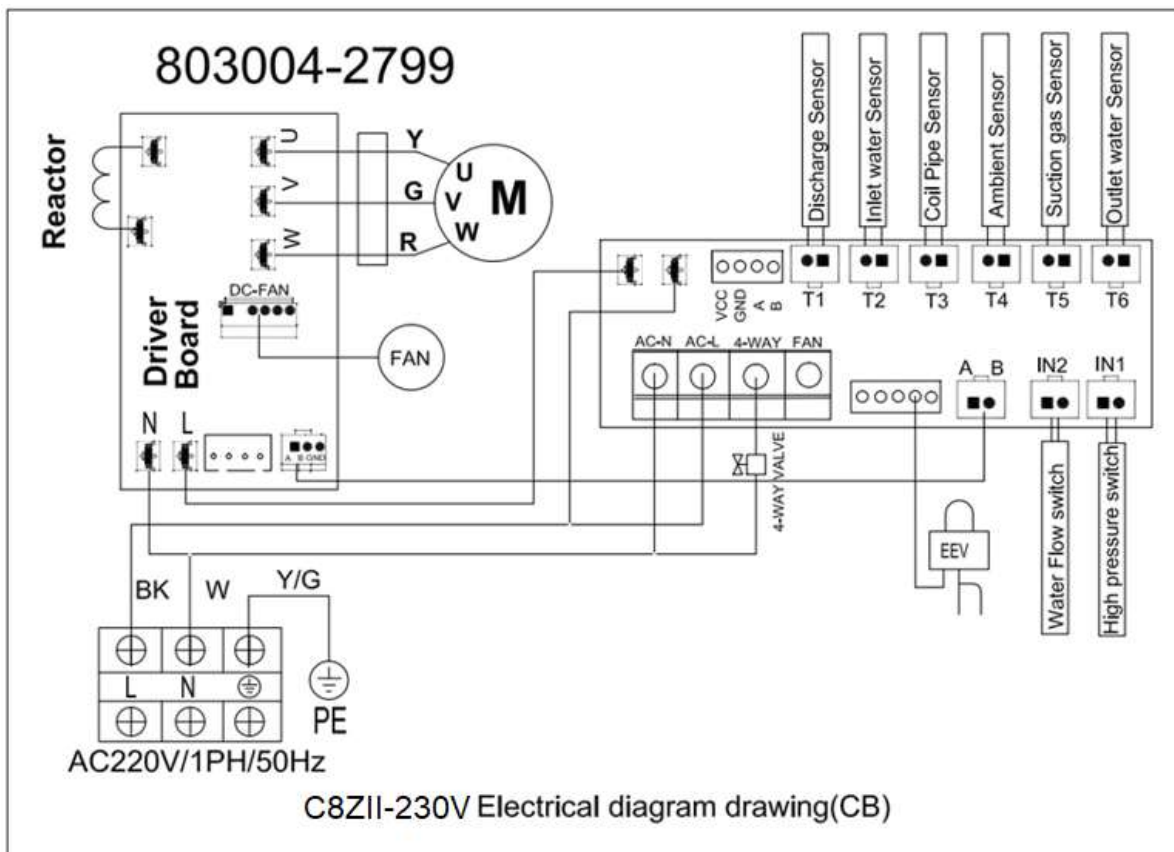 803004-2799
Reactor
U
V
W
Y
G
R
U
V
W
M
DC-FAN
FAN
Driver
Board
N
L
A B GND
Discharge Sensor
Inlet water Sensor
Coil Pipe Sensor
Ambient Sensor
Suction gas Sensor
Outlet water Sensor
VCC
GND
A
B
T1
T2
T3
T4
T5
T6
AC-N
AC-L
4-WAY
FAN
A B
IN2
IN1
4-WAY VALVE
EEV
Water Flow switch
High pressure switch
BK
W
Y/G
L
N
PE
AC220V/1PH/50Hz
C8ZII-230V Electrical diagram drawing(CB)